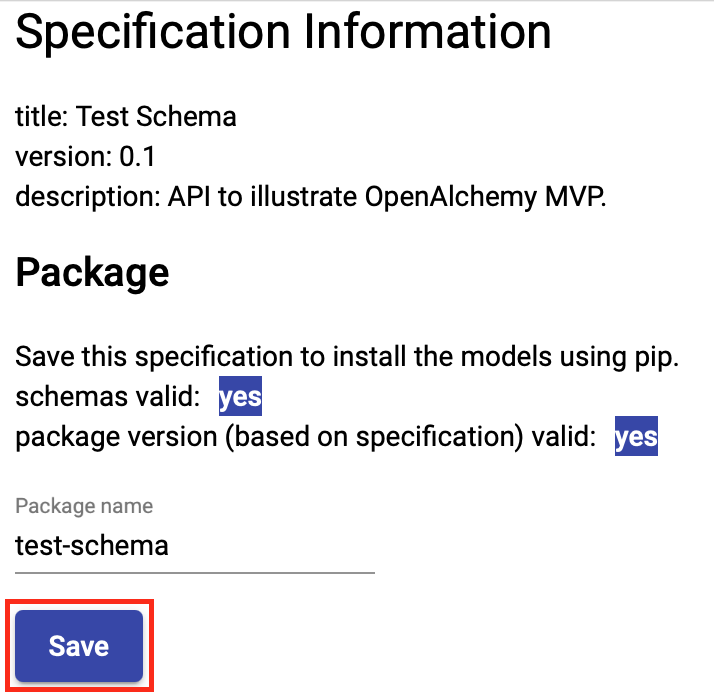 Specification Information
title: Test Schema
version: 0.1
description: API to illustrate OpenAlchemy MVP.
Package
Save this specification to install the models using pip.
schemas valid: yes
package version (based on specification) valid: yes
Package name
test-schema
Save